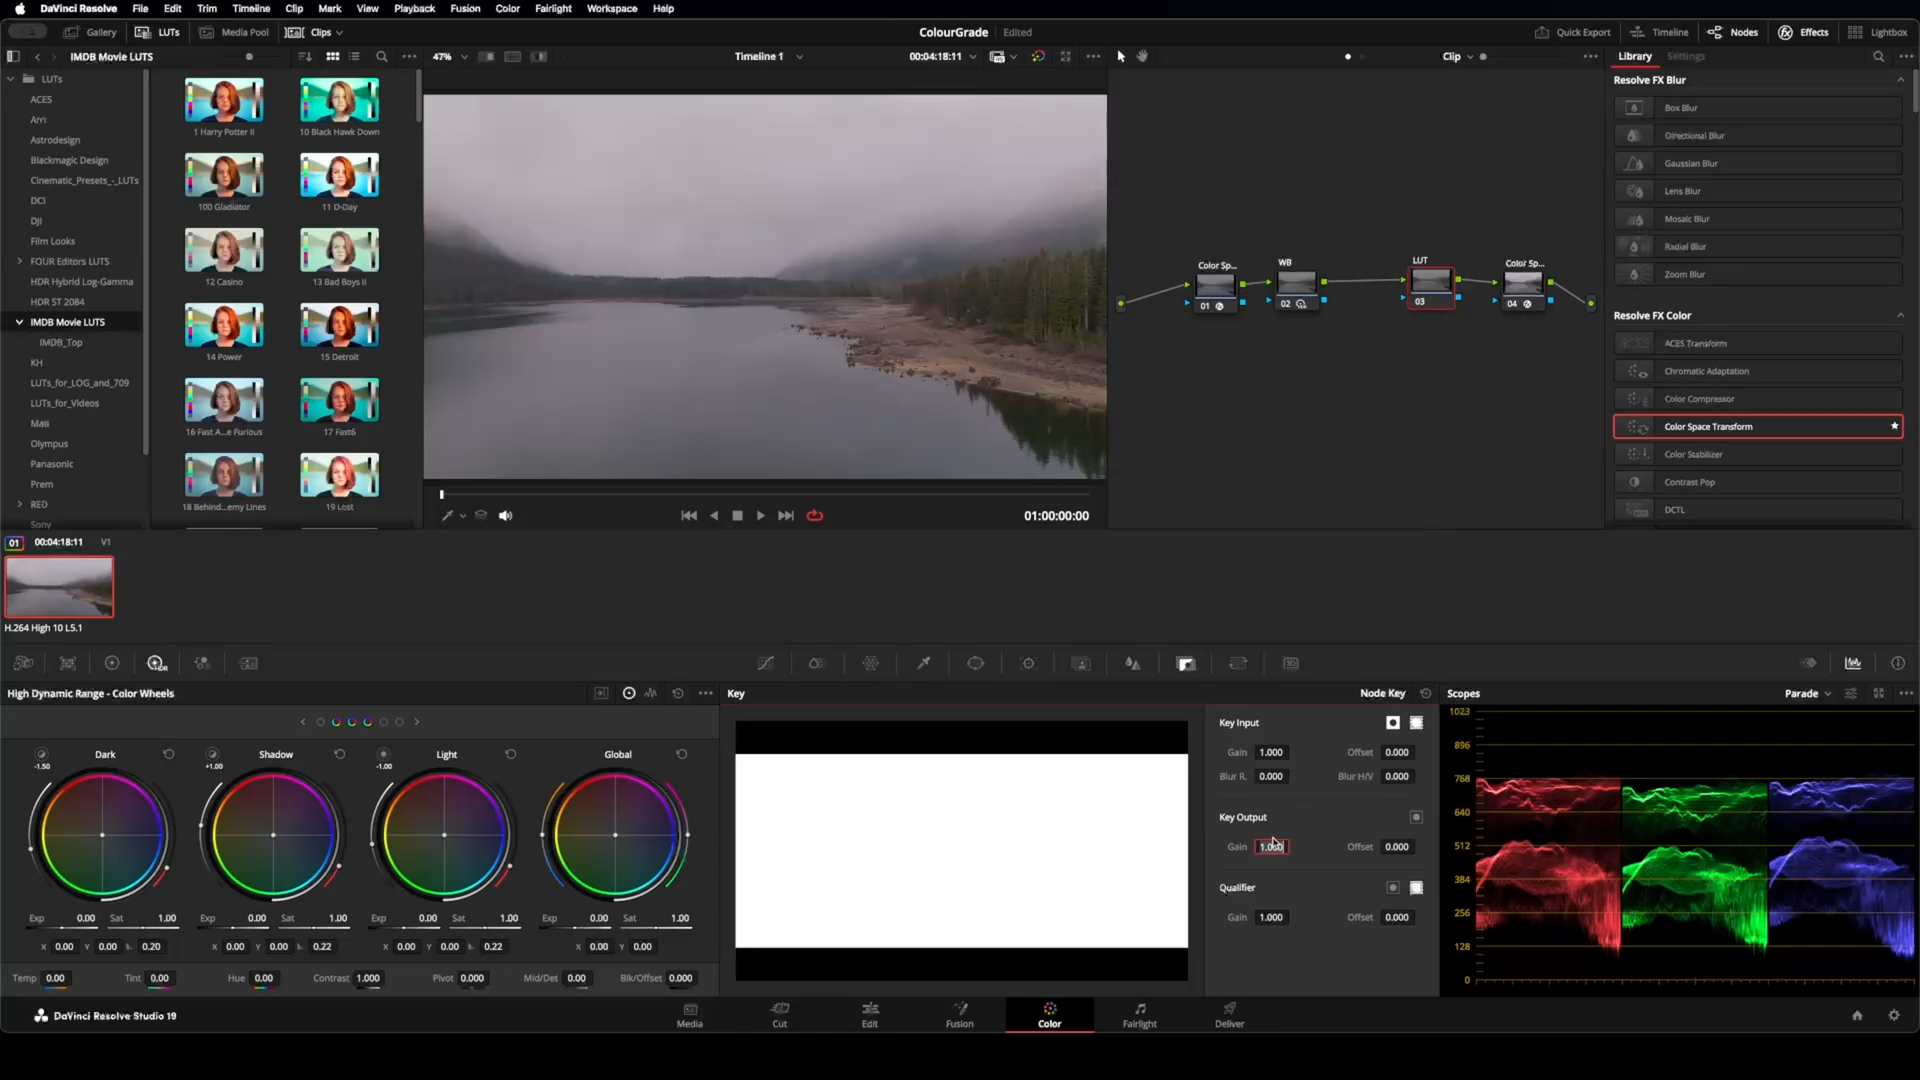 DaVinci Resolve File Edit Trim Timeline Clip Mark View Playback Fusion Color Fairlight Workspace Help
Gallery LUTs Media Pool Clips ColourGrade Edited Quick Export Timeline Nodes Effects Lightbox
IMDB Movie LUTS 47% Timeline 1 00:04:18:11 Clip Library Settings
LUTs
ACES
Arri
Astrodesign
Blackmagic Design
Cinematic_Presets_-_LUTs
DCI
DJI
Film Looks
FOUR Editors LUTS
HDR Hybrid Log-Gamma
HDR ST 2084
IMDB Movie LUTS
IMDB_Top
KH
LUTs_for_LOG_and_709
LUTs_for_Videos
Mati
Olympus
Panasonic
Prem
RED
Sony
1 Harry Potter II 10 Black Hawk Down
100 Gladiator 11 D-Day
12 Casino 13 Bad Boys II
14 Power 15 Detroit
16 Fast A...e Furious 17 Fast6
18 Behind...emy Lines 19 Lost
01:00:00:00
Color Sp... WB LUT Color Sp...
01 02 03 04
Resolve FX Blur
Box Blur
Directional Blur
Gaussian Blur
Lens Blur
Mosaic Blur
Radial Blur
Zoom Blur
Resolve FX Color
ACES Transform
Chromatic Adaptation
Color Compressor
Color Space Transform
Color Stabilizer
Contrast Pop
DCTL
01 00:04:18:11 V1
H.264 High 10 L5.1
HDR
High Dynamic Range - Color Wheels
Dark Shadow Light Global
-1.50 +1.00 -1.00
Exp 0.00 Sat 1.00 Exp 0.00 Sat 1.00 Exp 0.00 Sat 1.00 Exp 0.00 Sat 1.00
X 0.00 Y 0.00 0.20 X 0.00 Y 0.00 0.22 X 0.00 Y 0.00 0.22 X 0.00 Y 0.00
Temp 0.00 Tint 0.00 Hue 0.00 Contrast 1.000 Pivot 0.000 Mid/Det 0.00 Blk/Offset 0.000
Key Node Key
Key Input
Gain 1.000 Offset 0.000
Blur R. 0.000 Blur H/V 0.000
Key Output
Gain 1.000 Offset 0.000
Qualifier
Gain 1.000 Offset 0.000
Scopes Parade
1023
896
768
640
512
384
256
128
0
DaVinci Resolve Studio 19
Media Cut Edit Fusion Color Fairlight Deliver